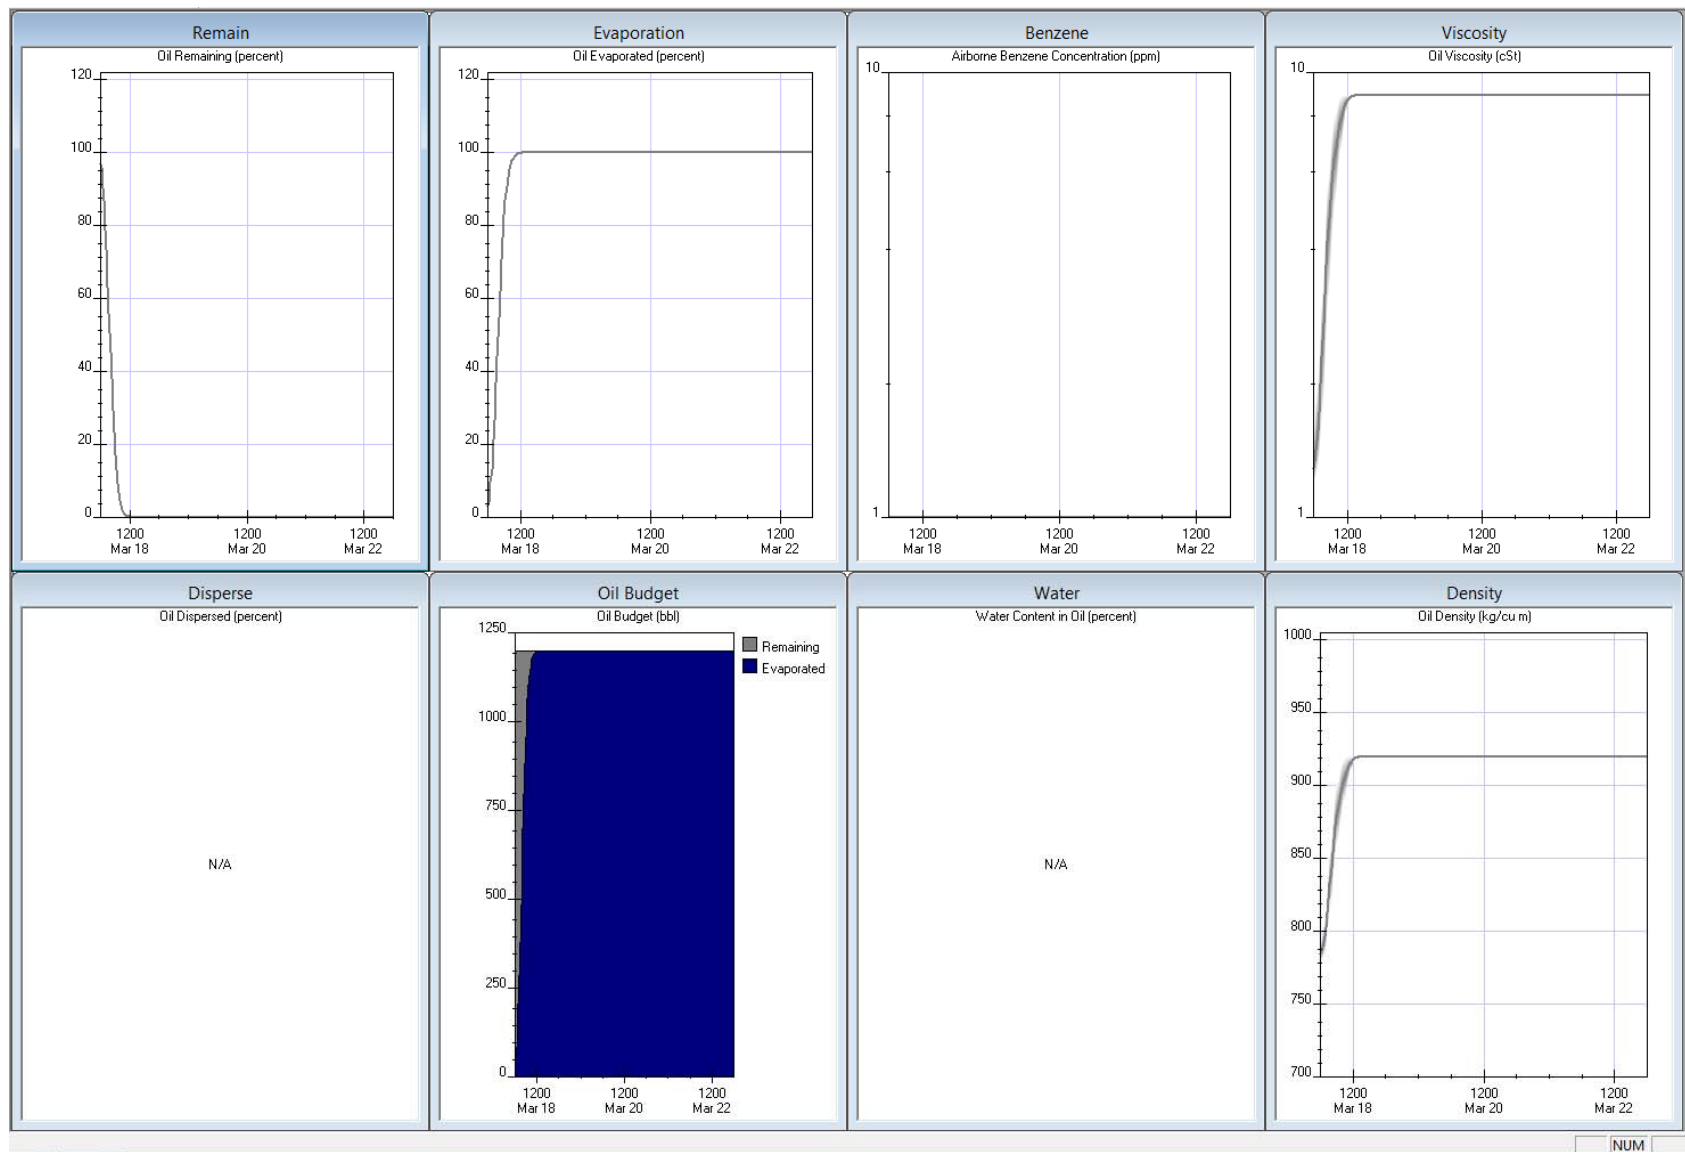 Remain
Oil Remaining (percent)
120
100
80
60
40
20
0
1200 1200 1200
Mar 18 Mar 20 Mar 22
Evaporation
Oil Evaporated (percent)
120
100
80
60
40
20
0
1200 1200 1200
Mar 18 Mar 20 Mar 22
Benzene
Airborne Benzene Concentration (ppm)
10
1
1200 1200 1200
Mar 18 Mar 20 Mar 22
Viscosity
Oil Viscosity (cSt)
10
1
1200 1200 1200
Mar 18 Mar 20 Mar 22
Disperse
Oil Dispersed (percent)
N/A
Oil Budget
Oil Budget (bbl)
1250
1000
750
500
250
0
1200 1200 1200
Mar 18 Mar 20 Mar 22
Remaining
Evaporated
Water
Water Content in Oil (percent)
N/A
Density
Oil Density (kg/cu m)
1000
950
900
850
800
750
700
1200 1200 1200
Mar 18 Mar 20 Mar 22
NUM